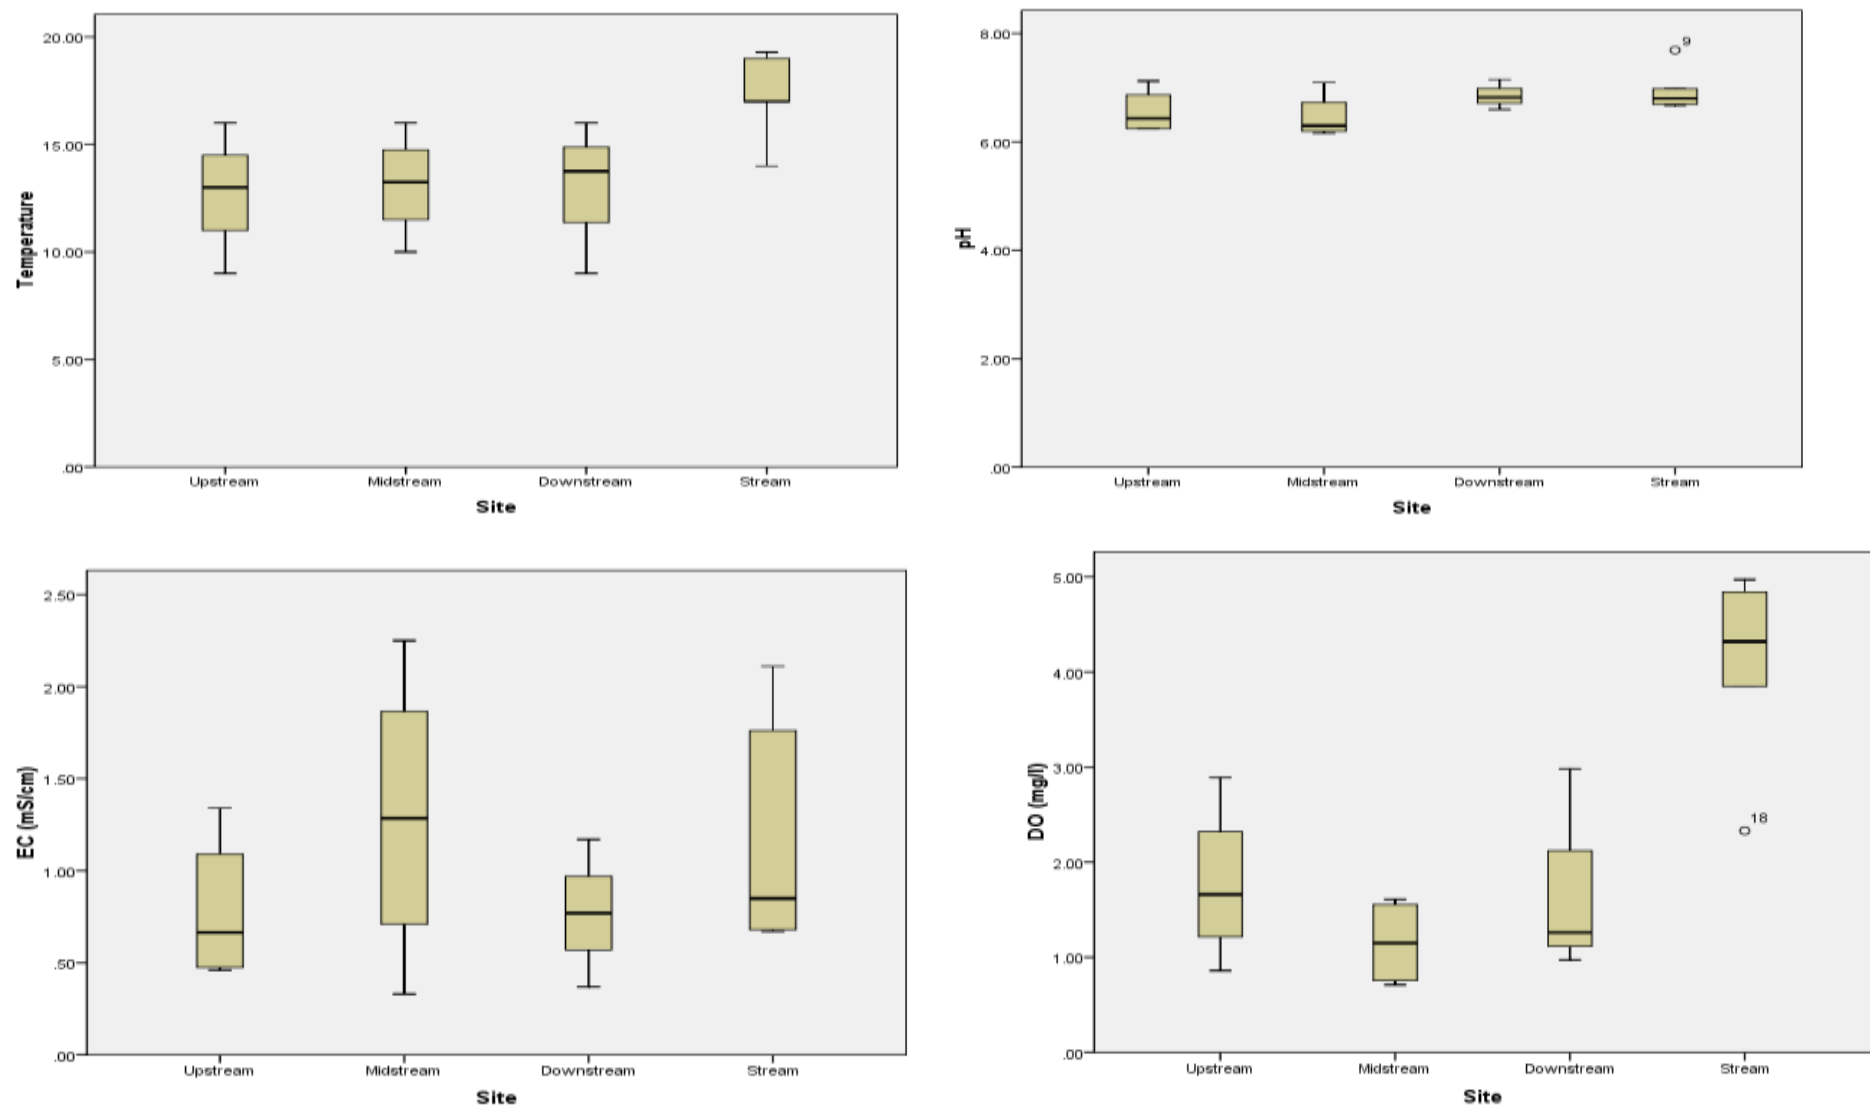 Temperature
20.00
15.00
10.00
5.00
.00
Upstream Midstream Downstream Stream
Site
pH
8.00
6.00
4.00
2.00
.00
9
Upstream Midstream Downstream Stream
Site
EC (mS/cm)
2.50
2.00
1.50
1.00
.50
.00
Upstream Midstream Downstream Stream
Site
DO (mg/l)
5.00
4.00
3.00
2.00
1.00
.00
18
Upstream Midstream Downstream Stream
Site